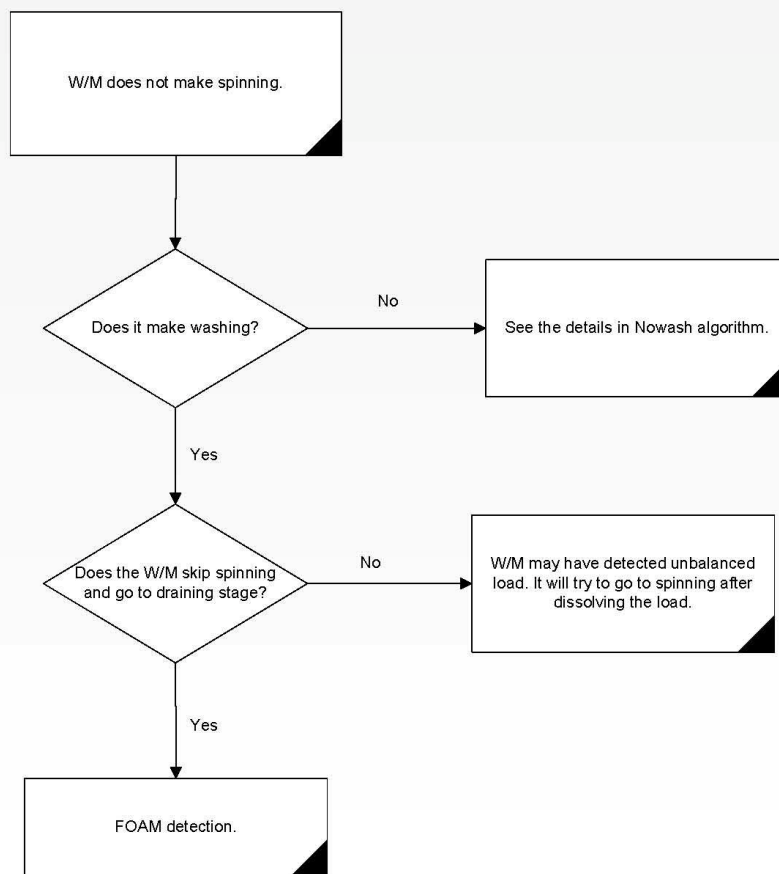 W/M does not make spinning.
Does it make washing?
No
See the details in Nowash algorithm.
Yes
Does the W/M skip spinning
and go to draining stage?
No
W/M may have detected unbalanced
load. It will try to go to spinning after
dissolving the load.
Yes
FOAM detection.